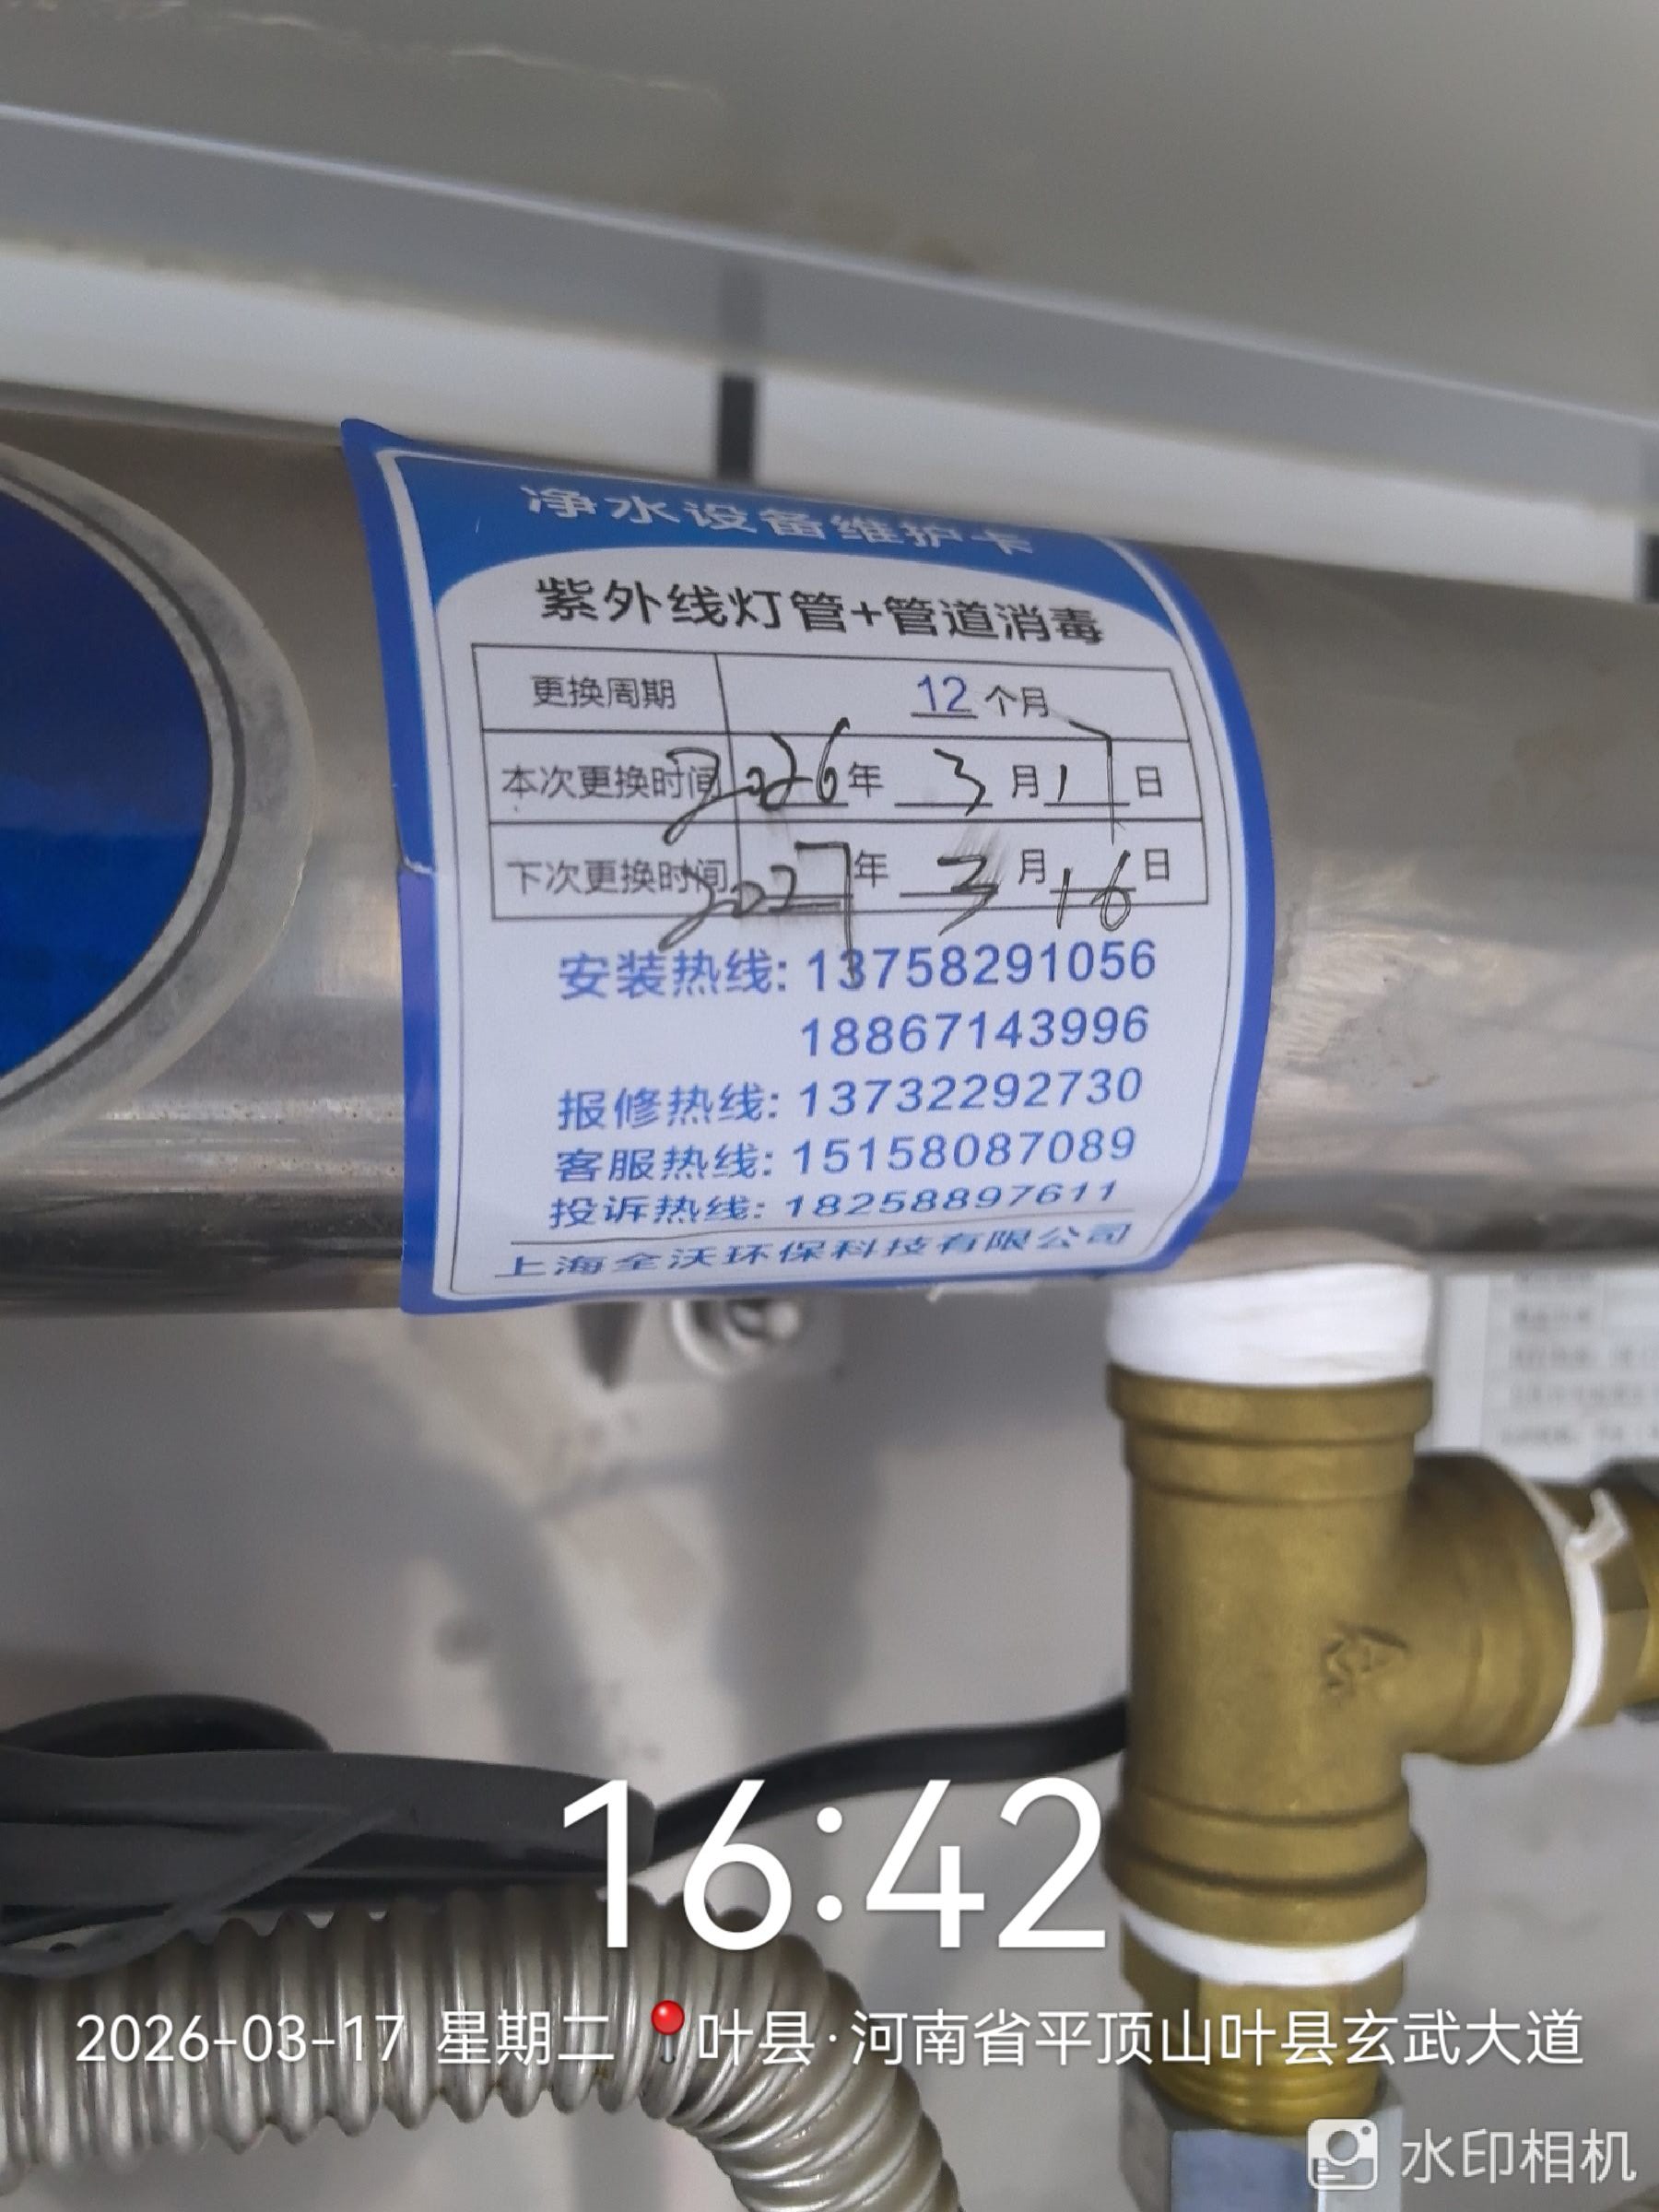 净水设备维护卡
紫外线灯管+管道消毒
更换周期 12 个月
本次更换时间 2026年 3月17日
下次更换时间 2027年 3月16日
安装热线: 13758291056
18867143996
报修热线: 13732292730
客服热线: 15158087089
投诉热线: 18258897611
上海全沃环保科技有限公司
16:42
2026-03-17 星期二 叶县·河南省平顶山叶县玄武大道
水印相机